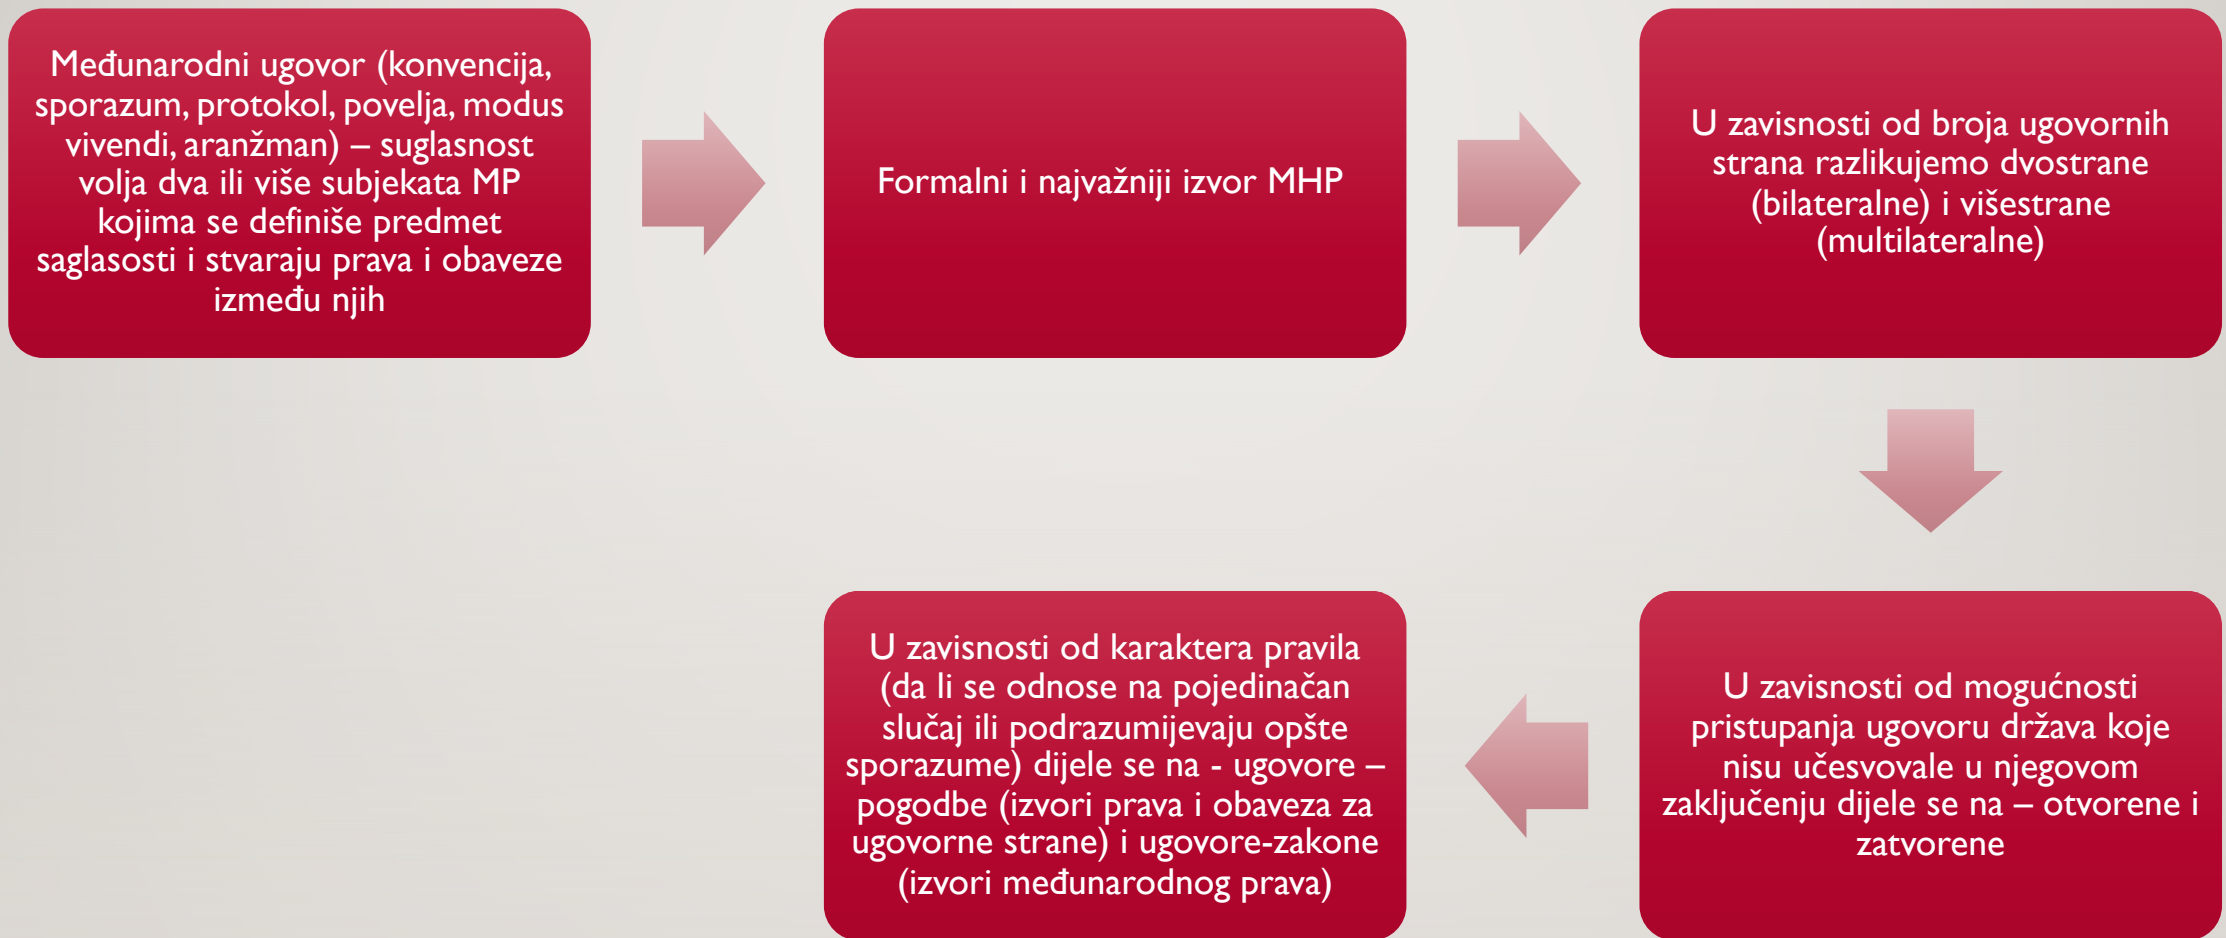 Međunarodni ugovor (konvencija,
sporazum, protokol, povelja, modus
vivendi, aranžman) – suglasnost
volja dva ili više subjekata MP
kojima se definiše predmet
saglasosti i stvaraju prava i obaveze
između njih
Formalni i najvažniji izvor MHP
U zavisnosti od broja ugovornih
strana razlikujemo dvostrane
(bilateralne) i višestrane
(multilateralne)
U zavisnosti od mogućnosti
pristupanja ugovoru država koje
nisu učesvovale u njegovom
zaključenju dijele se na – otvorene i
zatvorene
U zavisnosti od karaktera pravila
(da li se odnose na pojedinačan
slučaj ili podrazumijevaju opšte
sporazume) dijele se na - ugovore –
pogodbe (izvori prava i obaveza za
ugovorne strane) i ugovore-zakone
(izvori međunarodnog prava)